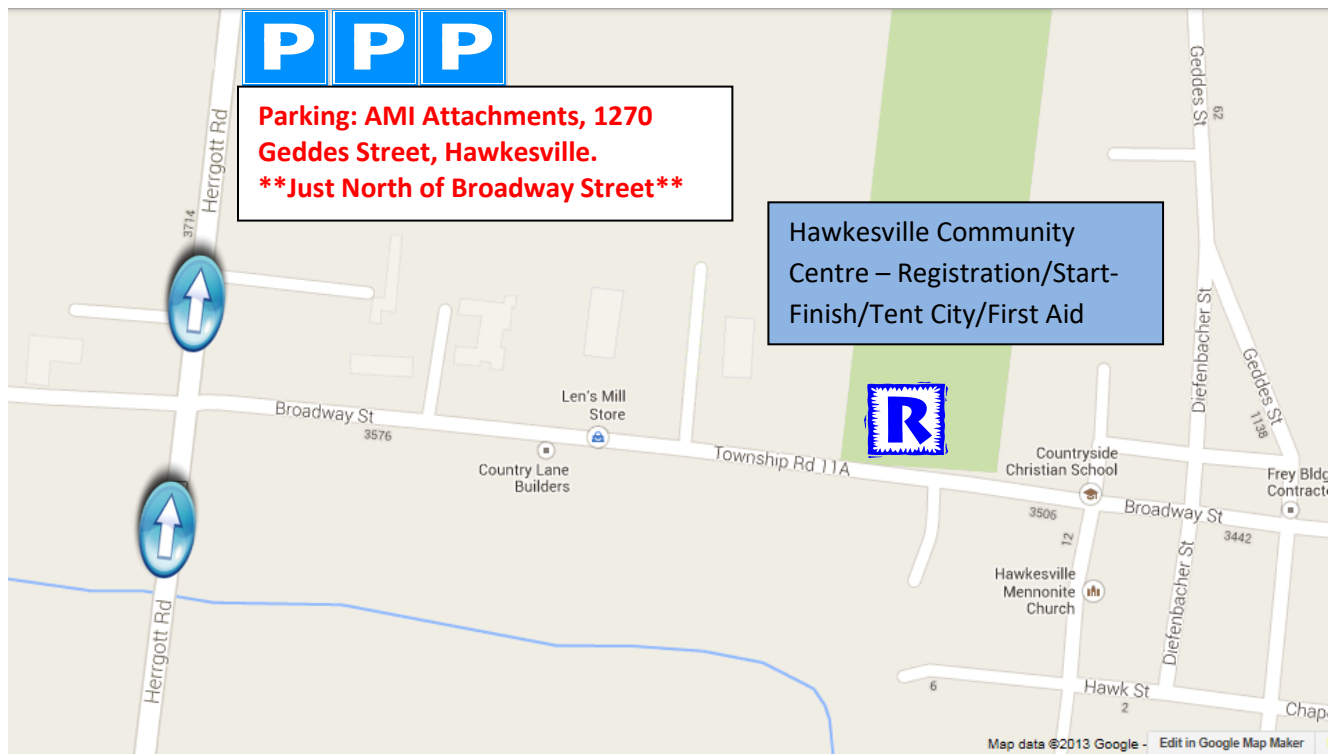 P P P
Parking: AMI Attachments, 1270
Geddes Street, Hawkesville.
**Just North of Broadway Street**
Herrgott Rd
3714
Geddes St
62
Hawkesville Community
Centre – Registration/Start-
Finish/Tent City/First Aid
Diefenbacher St
Geddes St
1138
Broadway St
3576
Len's Mill
Store
Country Lane
Builders
Township Rd 11A
R
Countryside
Christian School
Frey Bldg
Contracto
3506
Broadway St
3442
12
Hawkesville
Mennonite
Church
Diefenbacher St
Herrgott Rd
6
Hawk St
2
Chap
Map data ©2013 Google -
Edit in Google Map Maker